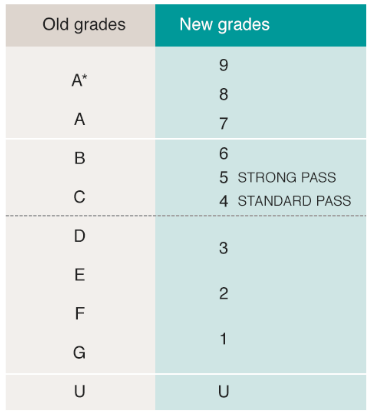 Old grades New grades
9
A*
8
A 7
B 6
5 STRONG PASS
C 4 STANDARD PASS
D
3
E
2
F
1
G
U U